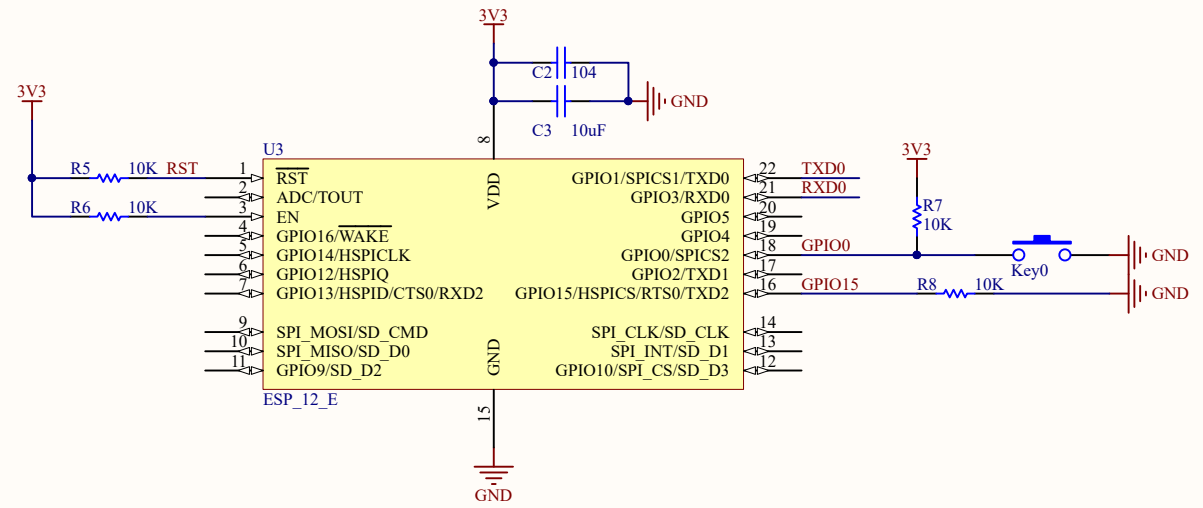 3V3
C2 104
GND
C3 10uF
3V3
8
U3
R5 10K RST 1 RST
2 ADC/TOUT
R6 10K 3 EN
4 GPIO16/WAKE
5 GPIO14/HSPICLK
6 GPIO12/HSPIQ
7 GPIO13/HSPID/CTS0/RXD2
9 SPI_MOSI/SD_CMD
10 SPI_MISO/SD_D0
11 GPIO9/SD_D2
VDD
GND
GPIO1/SPICS1/TXD0 22 TXD0
GPIO3/RXD0 21 RXD0
GPIO5 20
GPIO4 19
GPIO0/SPICS2 18 GPIO0
GPIO2/TXD1 17
GPIO15/HSPICS/RTS0/TXD2 16 GPIO15
SPI_CLK/SD_CLK 14
SPI_INT/SD_D1 13
GPIO10/SPI_CS/SD_D3 12
3V3
R7
10K
Key0
GND
R8 10K
GND
ESP_12_E
15
GND